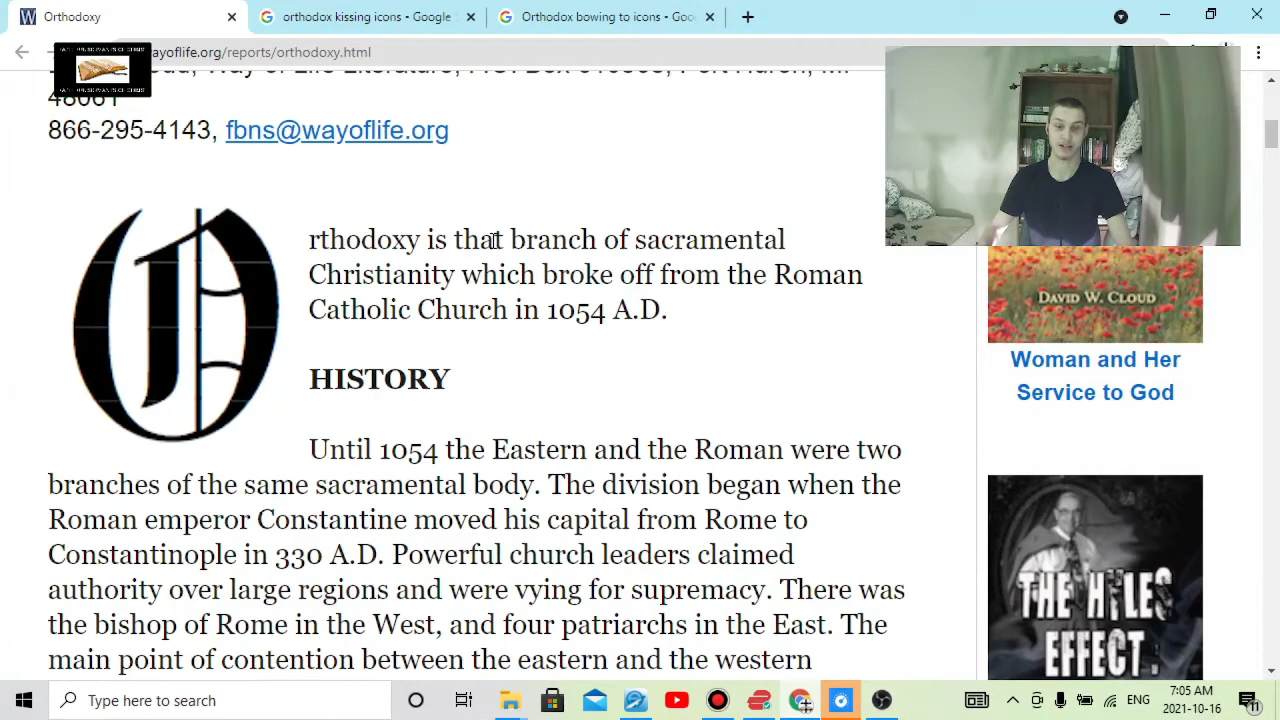 Orthodoxy
orthodox kissing icons - Google
Orthodox bowing to icons - Goo
wayoflife.org/reports/orthodoxy.html
48061
866-295-4143, fbns@wayoflife.org
O
rthodoxy is that branch of sacramental
Christianity which broke off from the Roman
Catholic Church in 1054 A.D.
HISTORY
Until 1054 the Eastern and the Roman were two
branches of the same sacramental body. The division began when the
Roman emperor Constantine moved his capital from Rome to
Constantinople in 330 A.D. Powerful church leaders claimed
authority over large regions and were vying for supremacy. There was
the bishop of Rome in the West, and four patriarchs in the East. The
main point of contention between the eastern and the western
DAVID W. CLOUD
Woman and Her
Service to God
THE HYLES
EFFECT
Type here to search
ENG
7:05 AM
2021-10-16
11